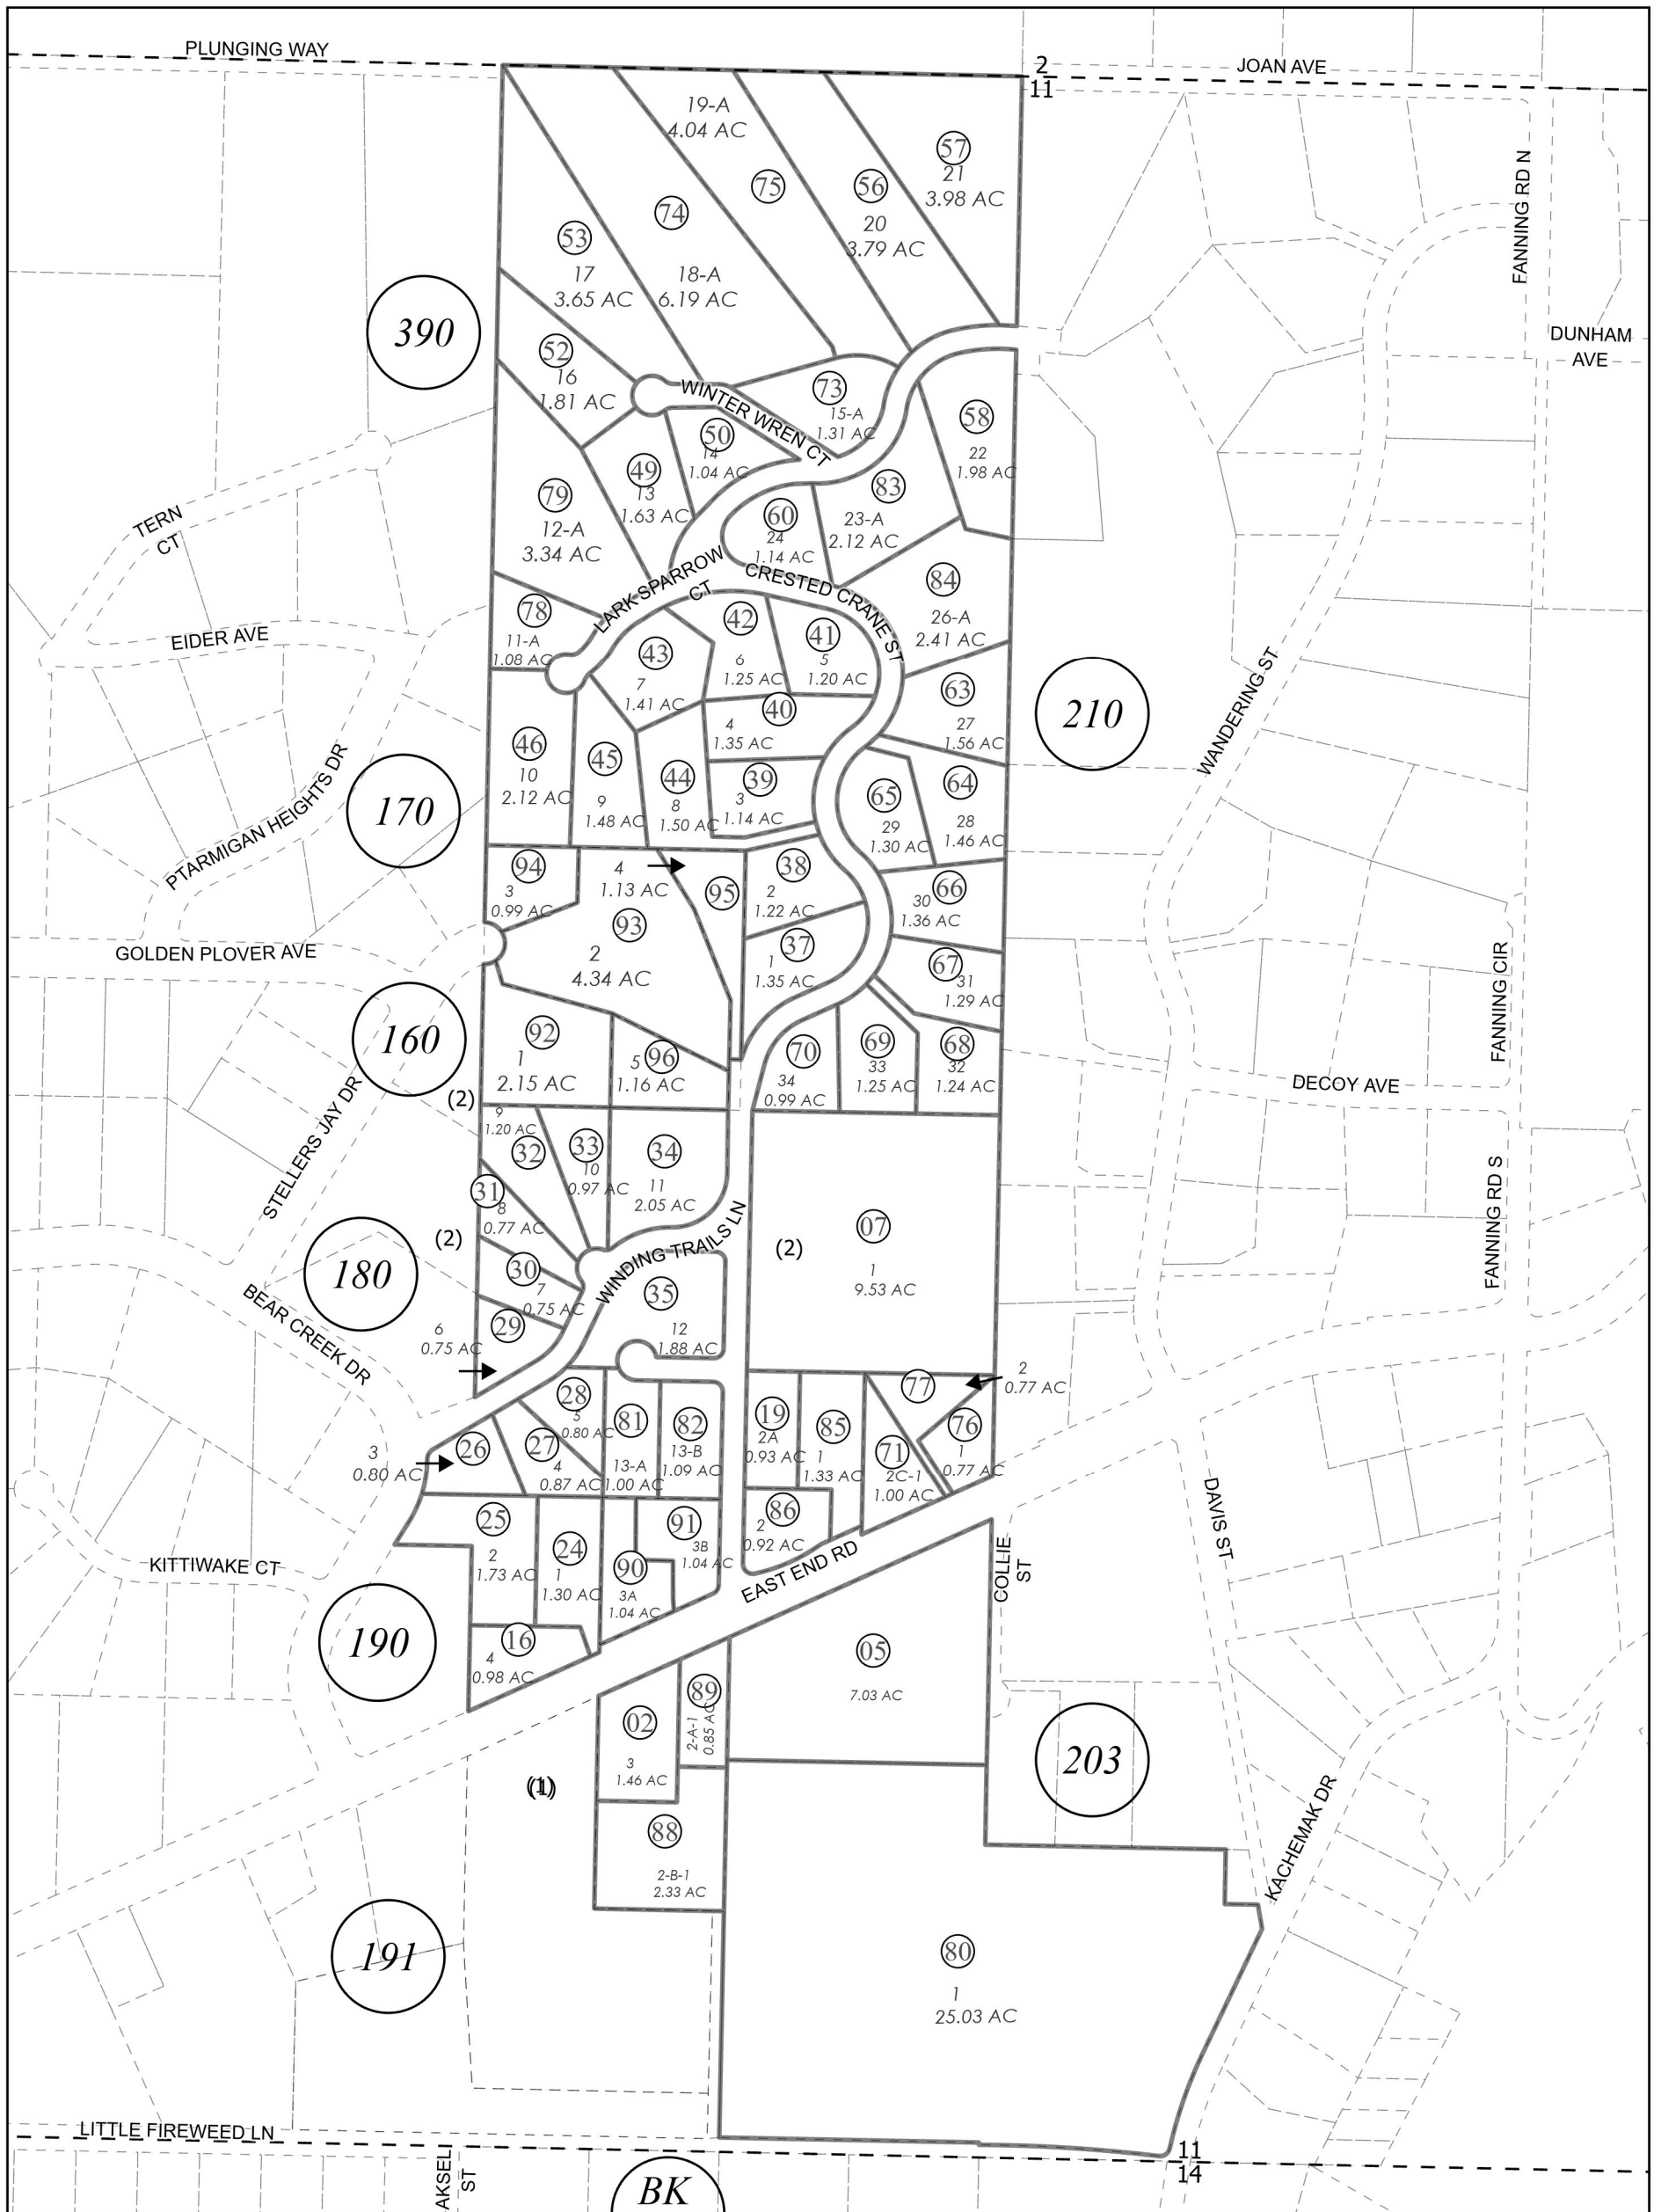 PLUNGING WAY
2
JOAN AVE
11
19-A
4.04 AC
57
21
3.98 AC
75
56
20
3.79 AC
74
53
17
3.65 AC
18-A
6.19 AC
FANNING RD N
390
52
16
1.81 AC
DUNHAM
AVE
WINTER WREN CT
73
15-A
1.31 AC
58
22
1.98 AC
50
14
1.04 AC
49
13
1.63 AC
79
12-A
3.34 AC
83
23-A
2.12 AC
60
24
1.14 AC
TERN
CT
LARK SPARROW
CT
CRESTED CRANE ST
84
26-A
2.41 AC
78
11-A
1.08 AC
EIDER AVE
42
6
1.25 AC
41
5
1.20 AC
43
7
1.41 AC
63
27
1.56 AC
210
WANDERING ST
40
4
1.35 AC
46
10
2.12 AC
45
9
1.48 AC
44
8
1.50 AC
39
3
1.14 AC
65
29
1.30 AC
64
28
1.46 AC
170
PTARMIGAN HEIGHTS DR
94
3
0.99 AC
4
1.13 AC
95
38
2
1.22 AC
66
30
1.36 AC
93
2
4.34 AC
37
1
1.35 AC
GOLDEN PLOVER AVE
67
31
1.29 AC
FANNING CIR
160
92
1
2.15 AC
96
5
1.16 AC
70
34
0.99 AC
69
33
1.25 AC
68
32
1.24 AC
DECOY AVE
(2)
STELLERS JAY DR
9
1.20 AC
32
33
10
0.97 AC
34
11
2.05 AC
31
8
0.77 AC
FANNING RD S
07
1
9.53 AC
(2)
(2)
WINDING TRAILS LN
180
30
7
0.75 AC
35
12
1.88 AC
BEAR CREEK DR
29
6
0.75 AC
2
0.77 AC
77
28
5
0.80 AC
81
13-A
1.00 AC
82
13-B
1.09 AC
19
2A
0.93 AC
85
1
1.33 AC
71
2C-1
1.00 AC
76
1
0.77 AC
26
3
0.80 AC
27
4
0.87 AC
25
2
1.73 AC
24
1
1.30 AC
91
3B
1.04 AC
86
2
0.92 AC
90
3A
1.04 AC
EAST END RD
COLLIE
ST
DAVIS ST
KITTIWAKE CT
190
16
4
0.98 AC
05
7.03 AC
89
2-A-1
0.85 AC
02
3
1.46 AC
203
KACHEMAK DR
88
2-B-1
2.33 AC
191
80
1
25.03 AC
LITTLE FIREWEED LN
11
14
AKSEL
ST
BK